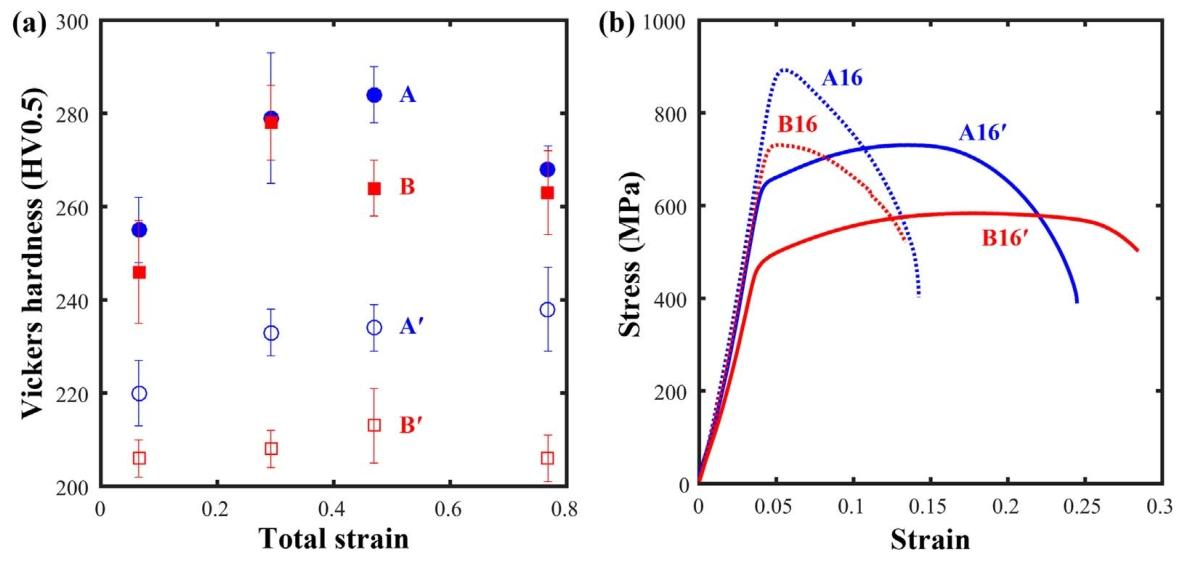 (a)
300
280
260
240
220
200
0
0.2
0.4
0.6
0.8
Vickers hardness (HV0.5)
Total strain
A
B
A′
B′
(b)
1000
800
600
400
200
0
0
0.05
0.1
0.15
0.2
0.25
0.3
Stress (MPa)
Strain
A16
B16
A16′
B16′